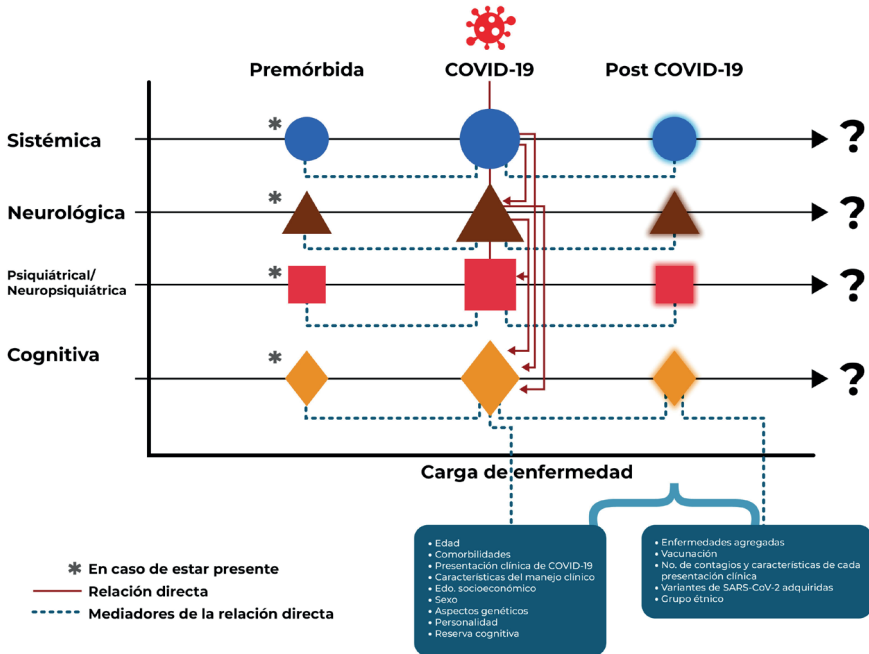 Premórbida
COVID-19
Post COVID-19
Sistémica
*
?
Neurológica
*
?
Psiquiátrical/
Neuropsiquiátrica
*
?
Cognitiva
*
?
Carga de enfermedad
* En caso de estar presente
Relación directa
Mediadores de la relación directa
• Edad
• Comorbilidades
• Presentación clínica de COVID-19
• Características del manejo clínico
• Edo. socioeconómico
• Sexo
• Aspectos genéticos
• Personalidad
• Reserva cognitiva
• Enfermedades agregadas
• Vacunación
• No. de contagios y características de cada
presentación clínica
• Variantes de SARS-CoV-2 adquiridas
• Grupo étnico